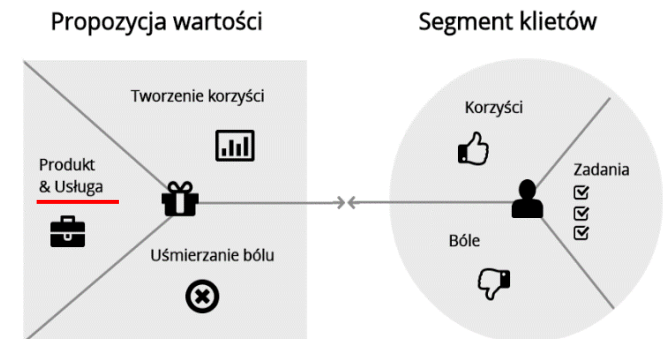 Propozycja wartości
Segment klietów
Tworzenie korzyści
Produkt
& Usługa
Uśmierzanie bólu
Korzyści
Zadania
Bóle